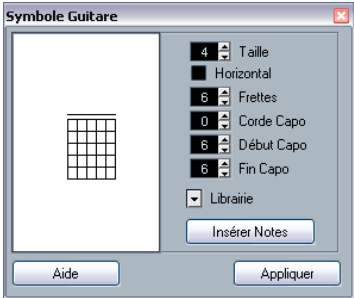 Symbole Guitare
4 Taille
Horizontal
6 Frettes
0 Corde Capo
6 Début Capo
6 Fin Capo
Librairie
Insérer Notes
Aide
Appliquer